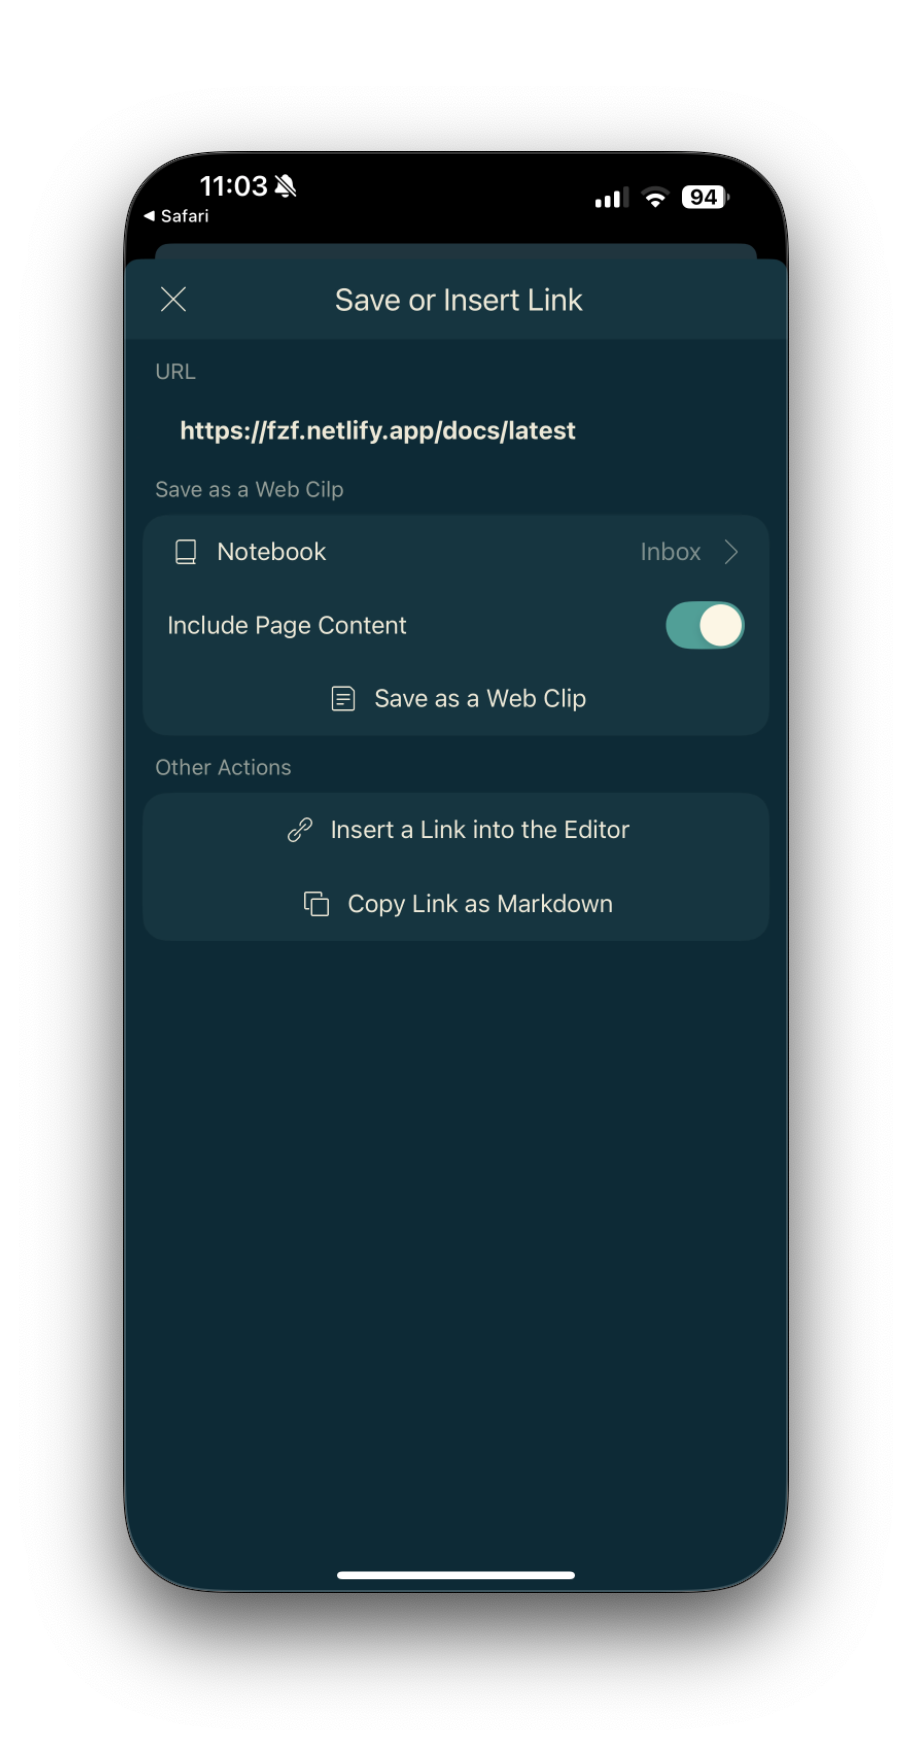 11:03
94
Safari
Save or Insert Link
URL
https://fzf.netlify.app/docs/latest
Save as a Web Cilp
Notebook
Inbox
Include Page Content
Save as a Web Clip
Other Actions
Insert a Link into the Editor
Copy Link as Markdown